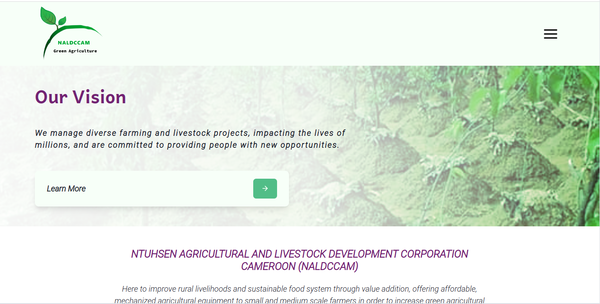 NALDCCAM
Green Agriculture
Our Vision
We manage diverse farming and livestock projects, impacting the lives of
millions, and are committed to providing people with new opportunities.
Learn More
NTUHSEN AGRICULTURAL AND LIVESTOCK DEVELOPMENT CORPORATION
CAMEROON (NALDCCAM)
Here to improve rural livelihoods and sustainable food system through value addition, offering affordable,
mechanized agricultural equipment to small and medium scale farmers in order to increase green agricultural